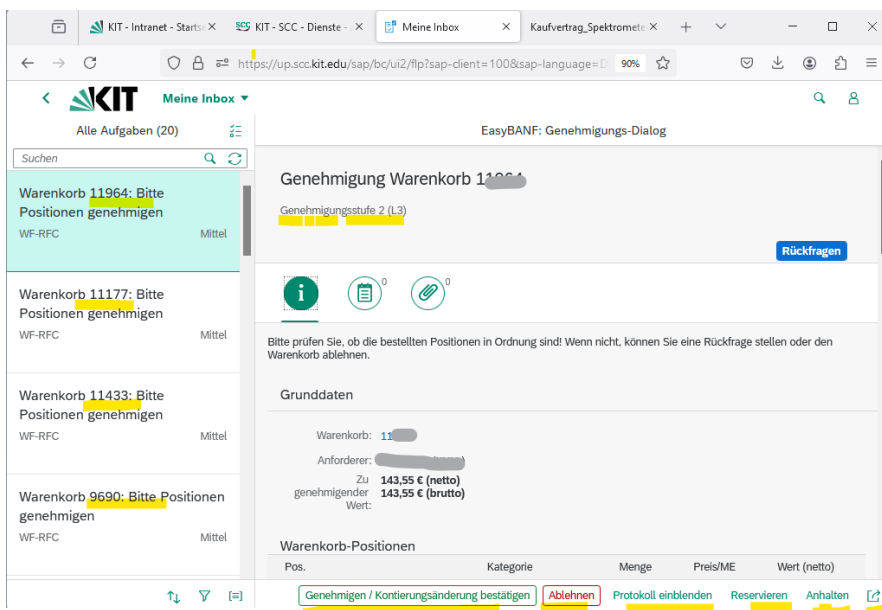 KIT - Intranet - Starts
KIT - SCC - Dienste -
Meine Inbox
Kaufvertrag_Spektromete
https://up.scc.kit.edu/sap/bc/ui2/flp?sap-client=100&sap-language=D
90%
KIT
Meine Inbox
Alle Aufgaben (20)
EasyBANF: Genehmigungs-Dialog
Suchen
Warenkorb 11964: Bitte
Positionen genehmigen
WF-RFC
Mittel
Warenkorb 11177: Bitte
Positionen genehmigen
WF-RFC
Mittel
Warenkorb 11433: Bitte
Positionen genehmigen
WF-RFC
Mittel
Warenkorb 9690: Bitte Positionen
genehmigen
WF-RFC
Mittel
Genehmigung Warenkorb
Genehmigungsstufe 2 (L3)
Rückfragen
0
0
Bitte prüfen Sie, ob die bestellten Positionen in Ordnung sind! Wenn nicht, können Sie eine Rückfrage stellen oder den
Warenkorb ablehnen.
Grunddaten
Warenkorb: 11
Anforderer:
Zu 143,55 € (netto)
genehmigender 143,55 € (brutto)
Wert:
Warenkorb-Positionen
Pos. Kategorie Menge Preis/ME Wert (netto)
Genehmigen / Kontierungsänderung bestätigen Ablehnen Protokoll einblenden Reservieren Anhalten